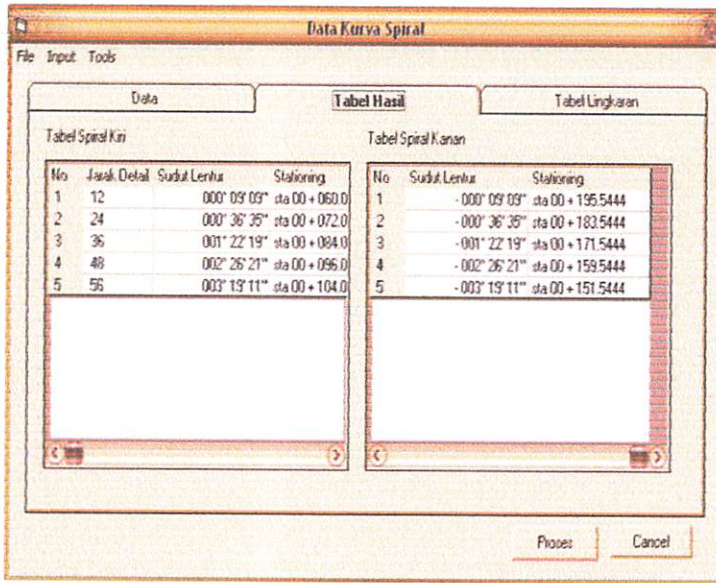 Data Kurva Spiral
File Input Tools
Data Tabel Hasil Tabel Lingkaran
Tabel Spiral Kiri
No Jarak Detail Sudut Lentur Stationing
1 12 000° 09' 09" sta 00 + 060.0
2 24 000° 36' 35" sta 00 + 072.0
3 36 001° 22' 19" sta 00 + 084.0
4 48 002° 26' 21" sta 00 + 096.0
5 56 003° 19' 11" sta 00 + 104.0
Tabel Spiral Kanan
No Sudut Lentur Stationing
1 - 000° 09' 09" sta 00 + 195.5444
2 - 000° 36' 35" sta 00 + 183.5444
3 - 001° 22' 19" sta 00 + 171.5444
4 - 002° 26' 21" sta 00 + 159.5444
5 - 003° 19' 11" sta 00 + 151.5444
Proses Cancel